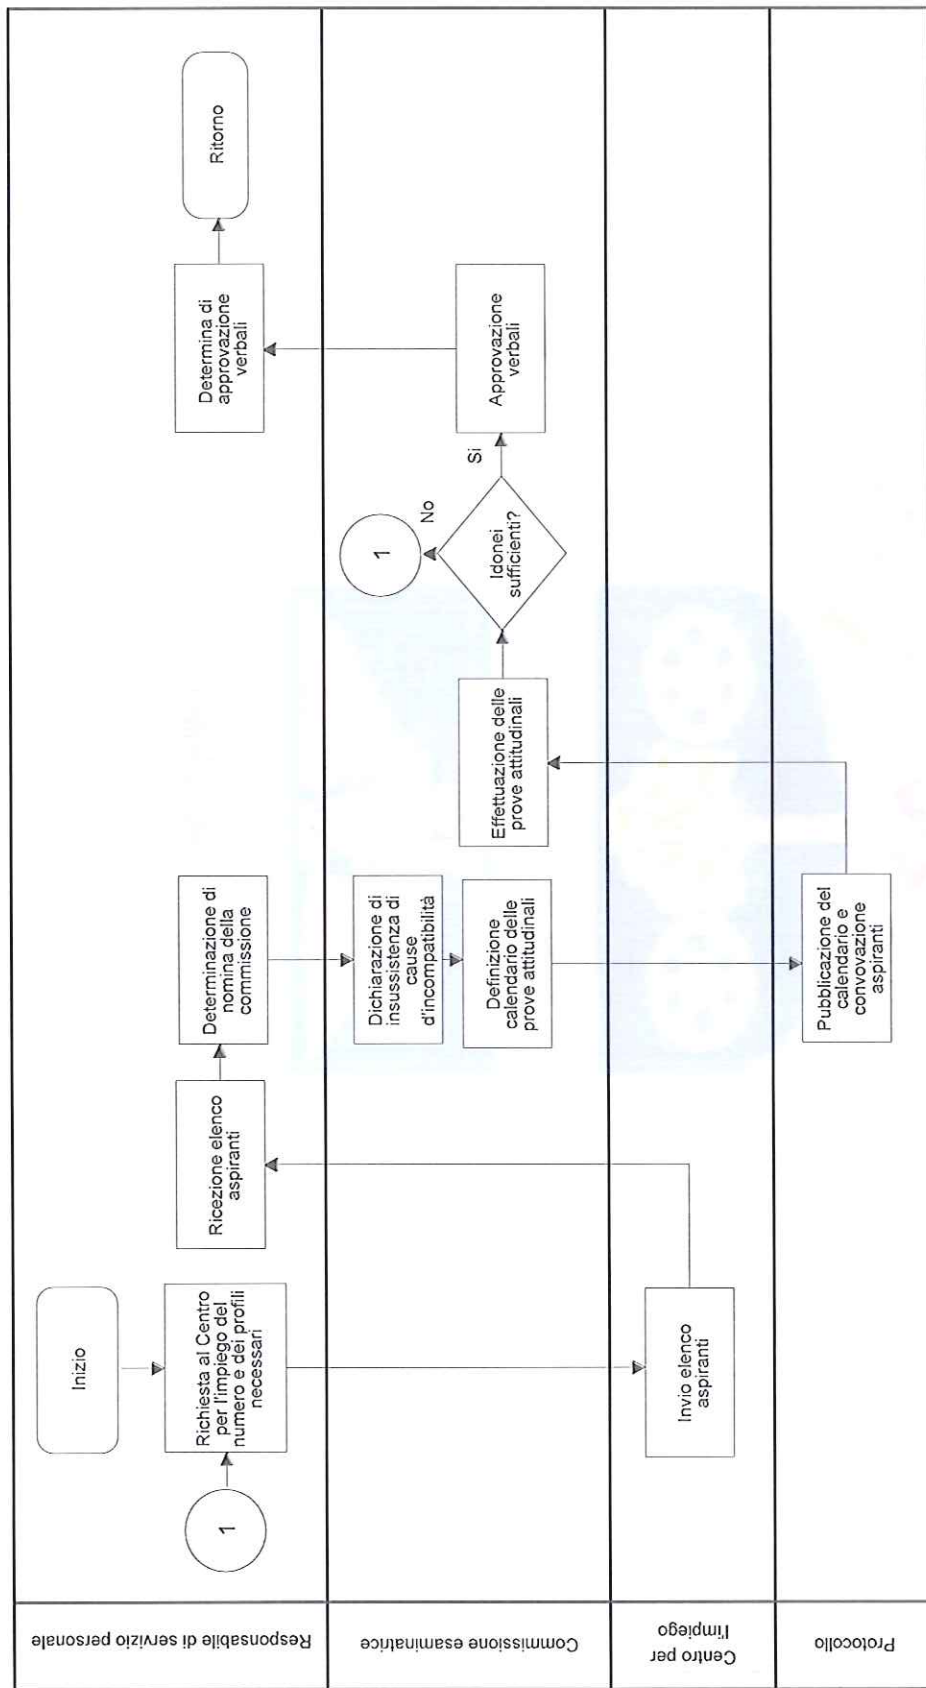 Responsabile di servizio personale
Inizio
1
Richiesta al Centro
per l'impiego del
numero e dei profili
necessari
Ricezione elenco
aspiranti
Determinazione di
nomina della
commissione
Determina di
approvazione
verbali
Ritorno
Commissione esaminatrice
Dichiarazione di
insussistenza di
cause
d'incompatibilità
Definizione
calendario delle
prove attitudinali
Effettuazione delle
prove attitudinali
Idonei
sufficienti?
No
1
Si
Approvazione
verbali
Centro per
l'impiego
Invio elenco
aspiranti
Protocollo
Pubblicazione del
calendario e
convovazione
aspiranti